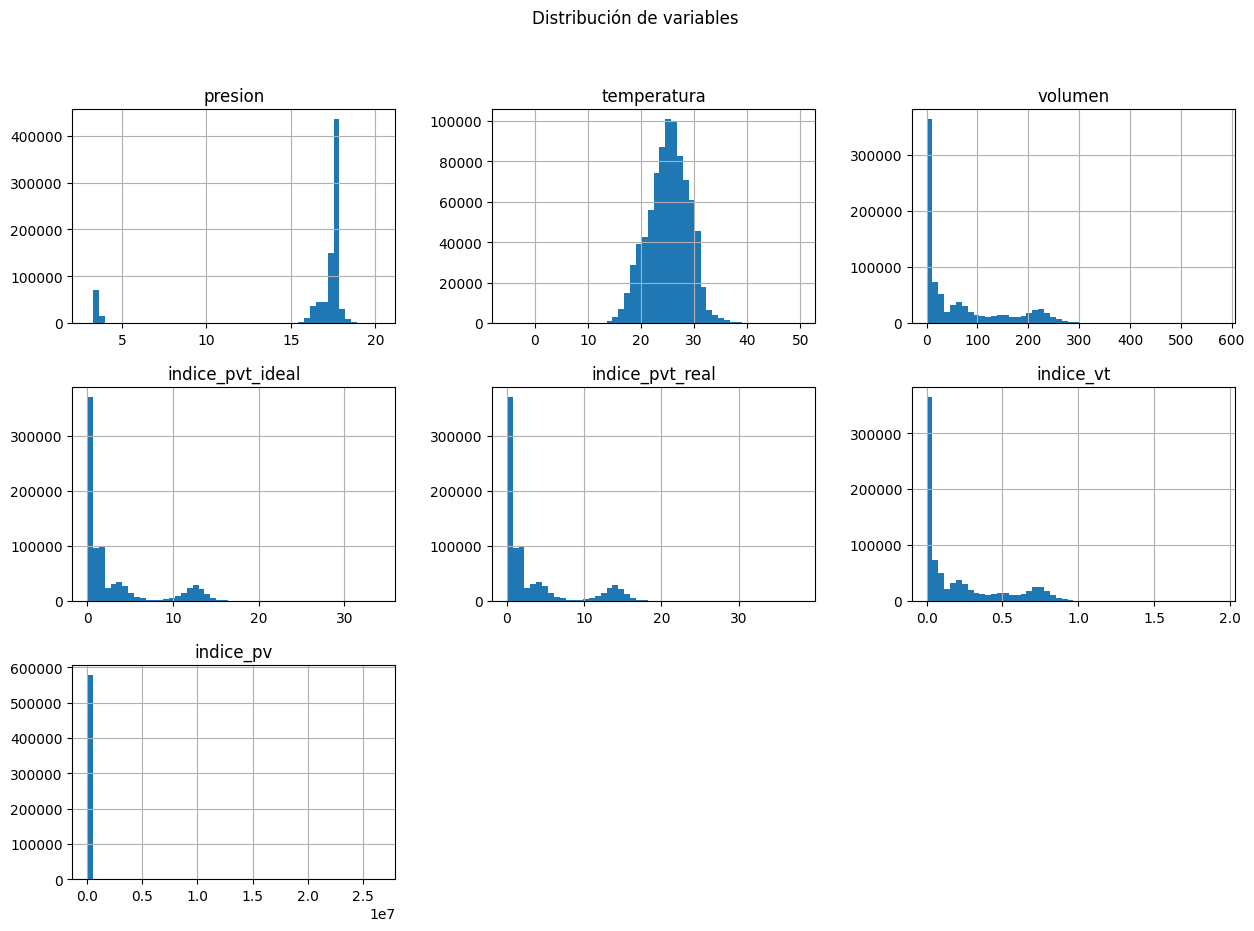 Distribución de variables
presion
400000
300000
200000
100000
0
5 10 15 20
temperatura
100000
80000
60000
40000
20000
0
0 10 20 30 40 50
volumen
300000
200000
100000
0
0 100 200 300 400 500 600
indice_pvt_ideal
300000
200000
100000
0
0 10 20 30
indice_pvt_real
300000
200000
100000
0
0 10 20 30
indice_vt
300000
200000
100000
0
0.0 0.5 1.0 1.5 2.0
indice_pv
600000
500000
400000
300000
200000
100000
0
0.0 0.5 1.0 1.5 2.0 2.5
1e7